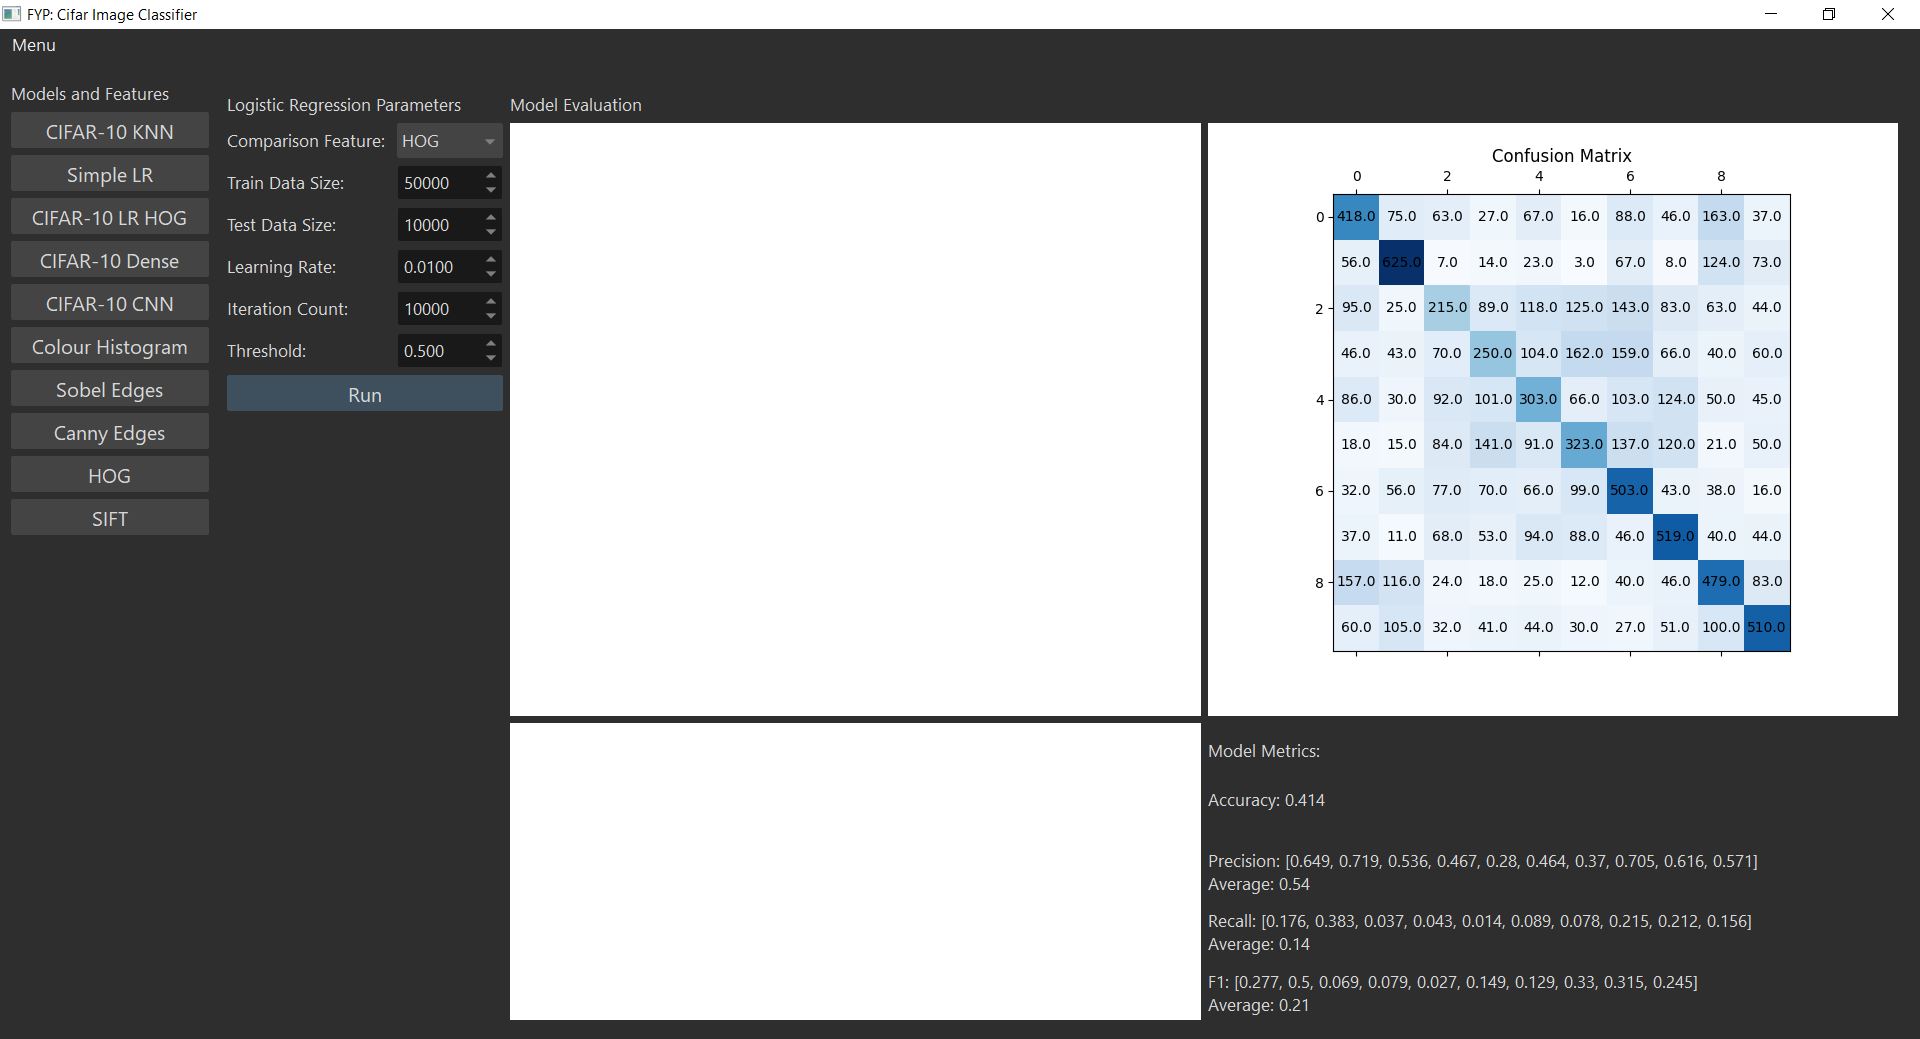 FYP: Cifar Image Classifier
Menu
Models and Features
CIFAR-10 KNN
Simple LR
CIFAR-10 LR HOG
CIFAR-10 Dense
CIFAR-10 CNN
Colour Histogram
Sobel Edges
Canny Edges
HOG
SIFT
Logistic Regression Parameters
Comparison Feature: HOG
Train Data Size: 50000
Test Data Size: 10000
Learning Rate: 0.0100
Iteration Count: 10000
Threshold: 0.500
Run
Model Evaluation
Confusion Matrix
0 2 4 6 8
0 418.0 75.0 63.0 27.0 67.0 16.0 88.0 46.0 163.0 37.0
56.0 625.0 7.0 14.0 23.0 3.0 67.0 8.0 124.0 73.0
2 95.0 25.0 215.0 89.0 118.0 125.0 143.0 83.0 63.0 44.0
46.0 43.0 70.0 250.0 104.0 162.0 159.0 66.0 40.0 60.0
4 86.0 30.0 92.0 101.0 303.0 66.0 103.0 124.0 50.0 45.0
18.0 15.0 84.0 141.0 91.0 323.0 137.0 120.0 21.0 50.0
6 32.0 56.0 77.0 70.0 66.0 99.0 503.0 43.0 38.0 16.0
37.0 11.0 68.0 53.0 94.0 88.0 46.0 519.0 40.0 44.0
8 157.0 116.0 24.0 18.0 25.0 12.0 40.0 46.0 479.0 83.0
60.0 105.0 32.0 41.0 44.0 30.0 27.0 51.0 100.0 510.0
Model Metrics:
Accuracy: 0.414
Precision: [0.649, 0.719, 0.536, 0.467, 0.28, 0.464, 0.37, 0.705, 0.616, 0.571]
Average: 0.54
Recall: [0.176, 0.383, 0.037, 0.043, 0.014, 0.089, 0.078, 0.215, 0.212, 0.156]
Average: 0.14
F1: [0.277, 0.5, 0.069, 0.079, 0.027, 0.149, 0.129, 0.33, 0.315, 0.245]
Average: 0.21